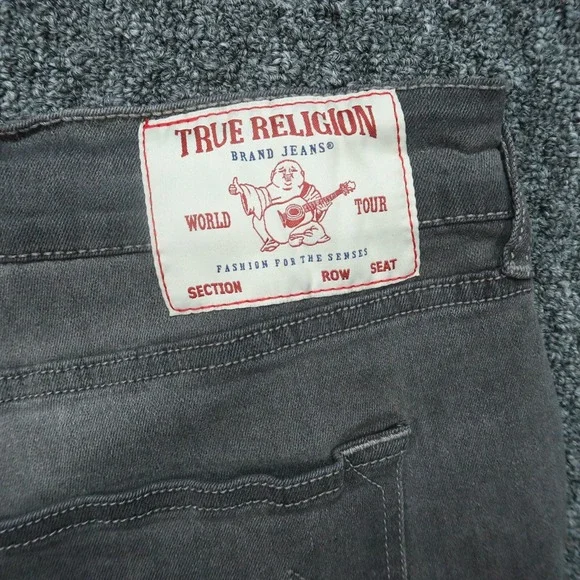 TRUE RELIGION
BRAND JEANS®
WORLD TOUR
FASHION FOR THE SENSES
SECTION ROW SEAT